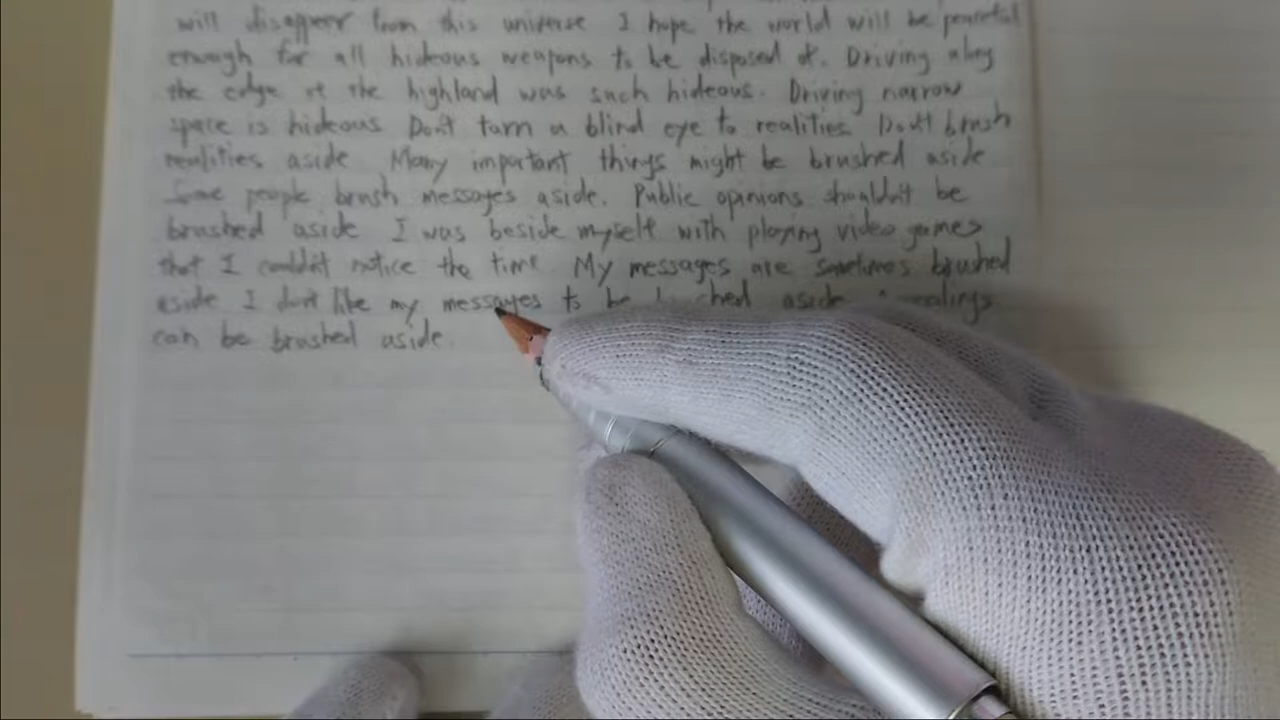 will disappear from this universe I hope the world will be peaceful
enough for all hideous weapons to be disposed of. Driving along
the edge of the highland was such hideous. Driving narrow
space is hideous Don't turn a blind eye to realities Don't brush
realities aside Many important things might be brushed aside
Some people brush messages aside. Public opinions shouldn't be
brushed aside I was beside myself with playing video games
that I couldn't notice the time My messages are sometimes brushed
aside I don't like my messages to be brushed aside
can be brushed aside.